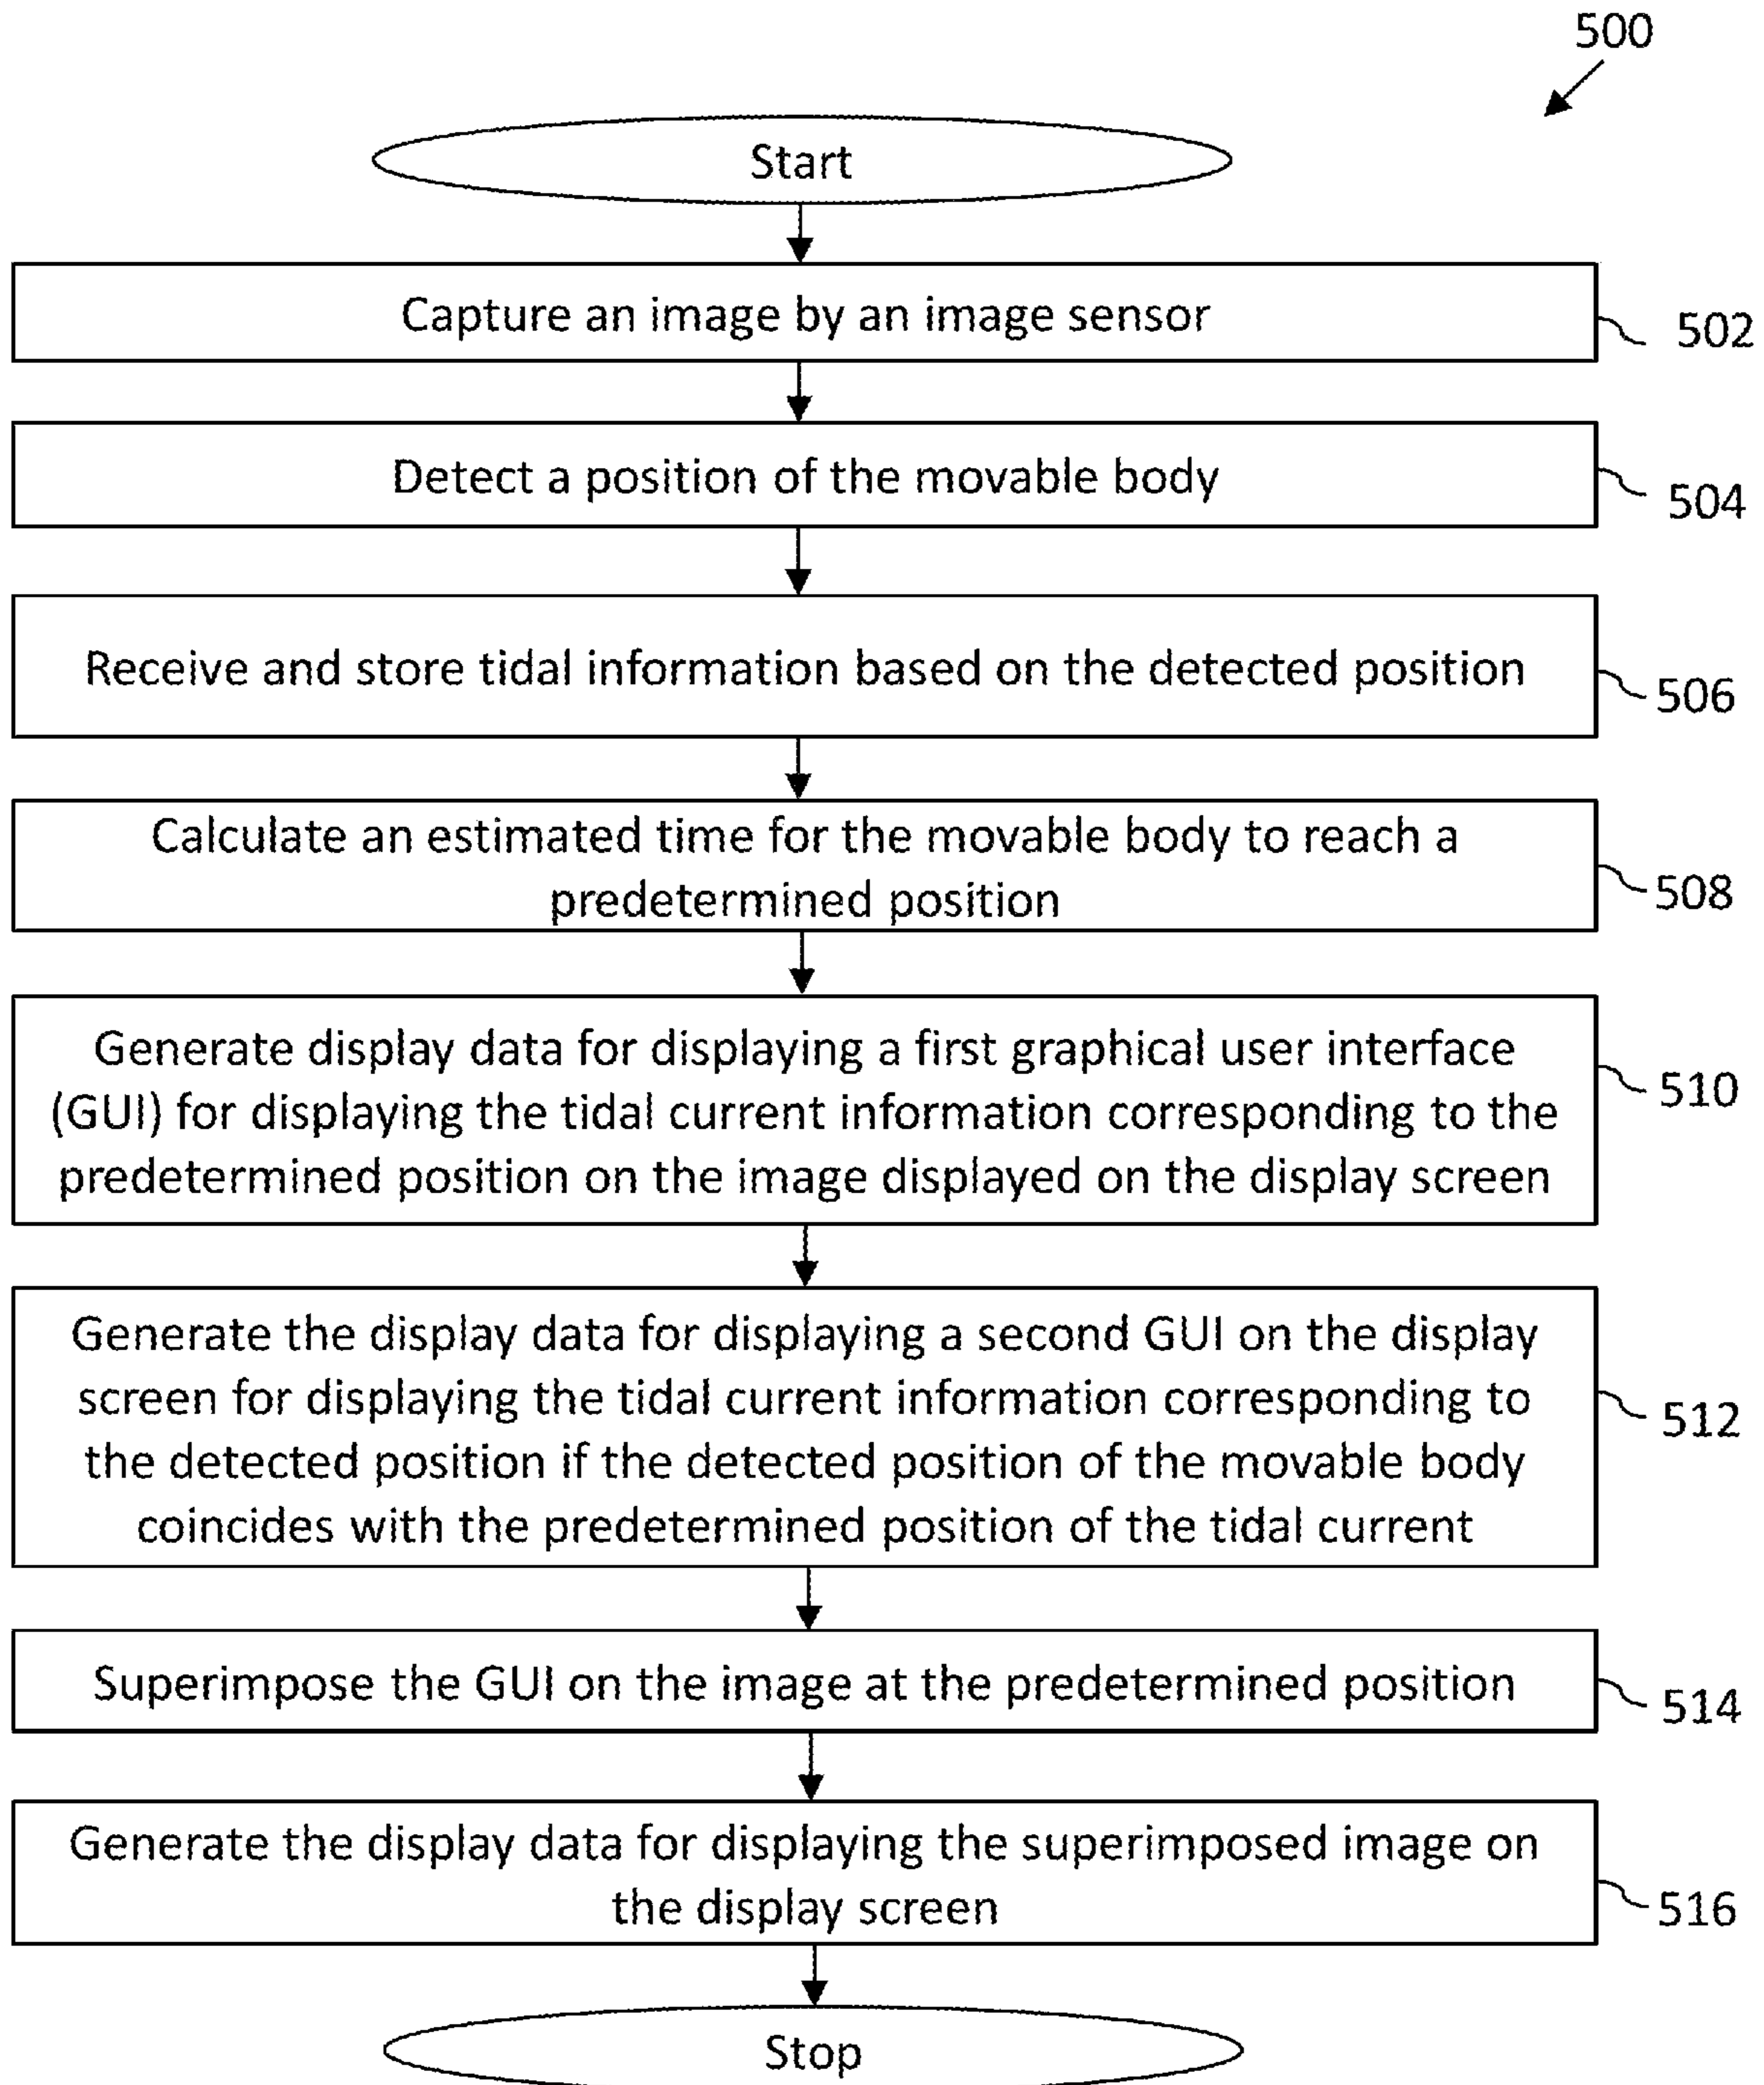 500
Start
Capture an image by an image sensor
502
Detect a position of the movable body
504
Receive and store tidal information based on the detected position
506
Calculate an estimated time for the movable body to reach a
predetermined position
508
Generate display data for displaying a first graphical user interface
(GUI) for displaying the tidal current information corresponding to the
predetermined position on the image displayed on the display screen
510
Generate the display data for displaying a second GUI on the display
screen for displaying the tidal current information corresponding to
the detected position if the detected position of the movable body
coincides with the predetermined position of the tidal current
512
Superimpose the GUI on the image at the predetermined position
514
Generate the display data for displaying the superimposed image on
the display screen
516
Stop